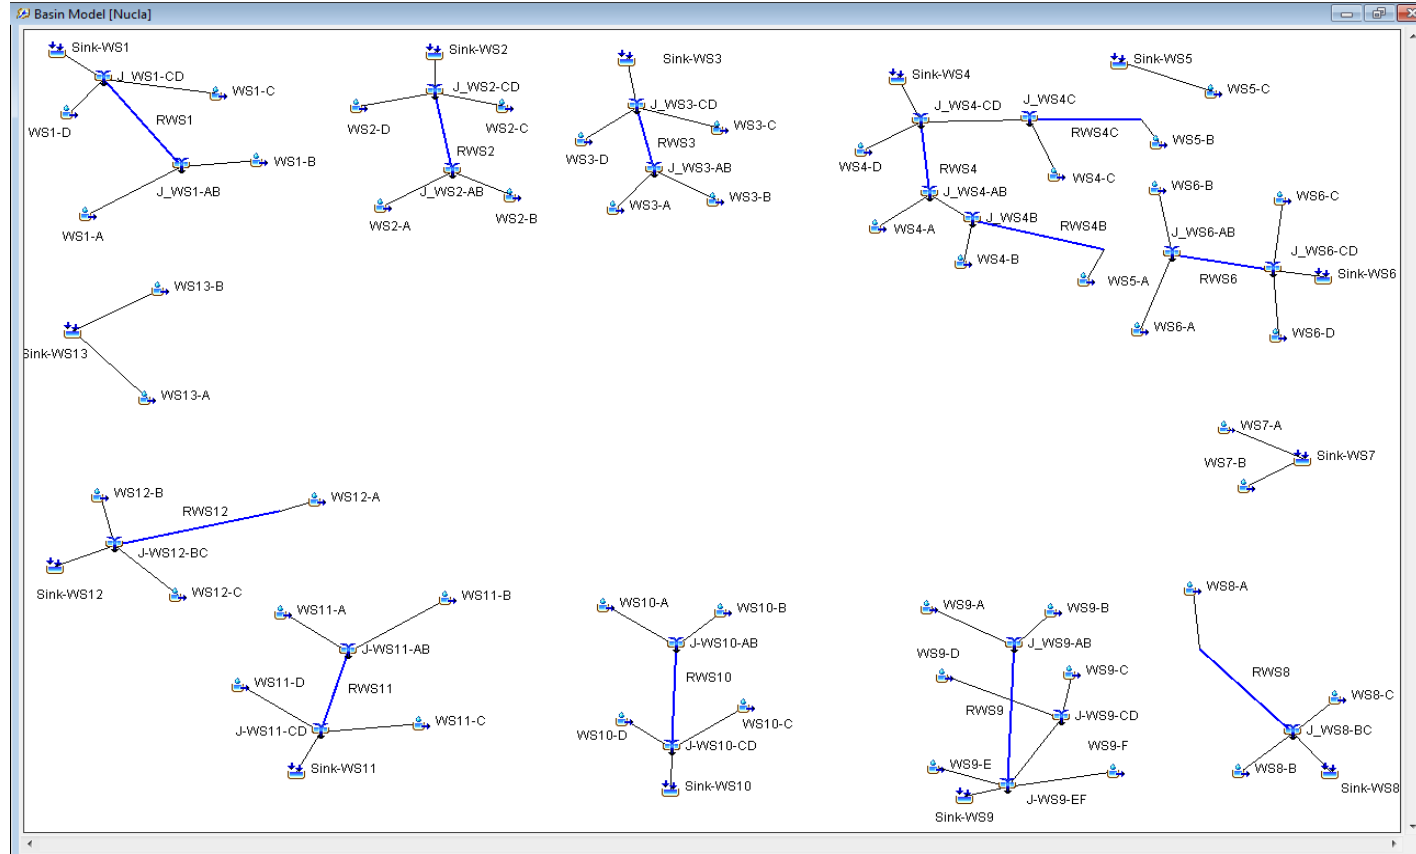 Basin Model [Nucla]
Sink-WS1
J_WS1-CD
WS1-C
WS1-D
RWS1
WS1-B
J_WS1-AB
WS1-A
Sink-WS2
J_WS2-CD
WS2-D
WS2-C
RWS2
J_WS2-AB
WS2-A
WS2-B
Sink-WS3
J_WS3-CD
WS3-C
WS3-D
RWS3
J_WS3-AB
WS3-A
WS3-B
Sink-WS4
J_WS4-CD
J_WS4C
RWS4C
WS4-D
RWS4
WS4-C
J_WS4-AB
WS4-A
J_WS4B
RWS4B
WS4-B
Sink-WS5
WS5-C
WS5-B
WS5-A
WS6-B
WS6-C
J_WS6-AB
J_WS6-CD
RWS6
Sink-WS6
WS6-A
WS6-D
WS13-B
Sink-WS13
WS13-A
WS7-A
Sink-WS7
WS7-B
WS12-B
WS12-A
RWS12
J-WS12-BC
Sink-WS12
WS12-C
WS11-A
WS11-B
J-WS11-AB
WS11-D
RWS11
J-WS11-CD
WS11-C
Sink-WS11
WS10-A
WS10-B
J-WS10-AB
RWS10
WS10-D
WS10-C
J-WS10-CD
Sink-WS10
WS9-A
WS9-B
J_WS9-AB
WS9-D
WS9-C
RWS9
J-WS9-CD
WS9-E
WS9-F
J-WS9-EF
Sink-WS9
WS8-A
RWS8
WS8-C
J_WS8-BC
WS8-B
Sink-WS8